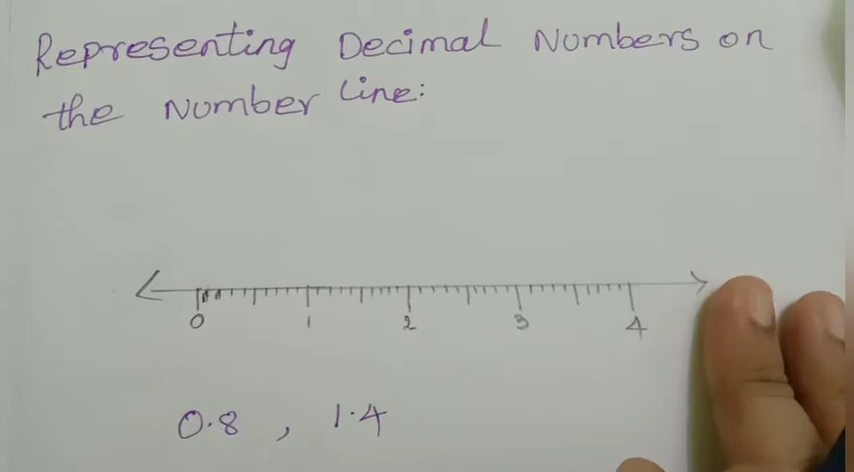 Representing Decimal Numbers on
the Number Line:
0 1 2 3 4
0.8 , 1.4